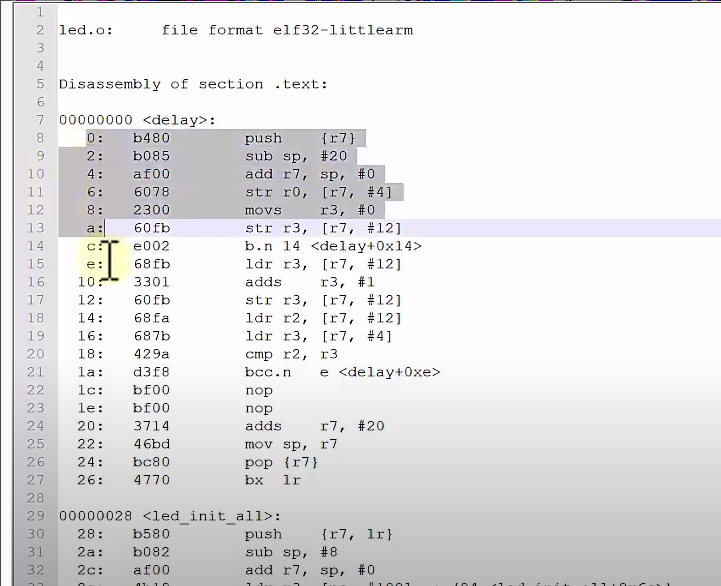 1
2 led.o:     file format elf32-littlearm
3
4
5 Disassembly of section .text:
6
7 00000000 <delay>:
8    0:   b480        push    {r7}
9    2:   b085        sub sp, #20
10   4:   af00        add r7, sp, #0
11   6:   6078        str r0, [r7, #4]
12   8:   2300        movs    r3, #0
13   a:   60fb        str r3, [r7, #12]
14   c:   e002        b.n 14 <delay+0x14>
15   e:   68fb        ldr r3, [r7, #12]
16  10:   3301        adds    r3, #1
17  12:   60fb        str r3, [r7, #12]
18  14:   68fa        ldr r2, [r7, #12]
19  16:   687b        ldr r3, [r7, #4]
20  18:   429a        cmp r2, r3
21  1a:   d3f8        bcc.n   e <delay+0xe>
22  1c:   bf00        nop
23  1e:   bf00        nop
24  20:   3714        adds    r7, #20
25  22:   46bd        mov sp, r7
26  24:   bc80        pop {r7}
27  26:   4770        bx  lr
28
29 00000028 <led_init_all>:
30  28:   b580        push    {r7, lr}
31  2a:   b082        sub sp, #8
32  2c:   af00        add r7, sp, #0